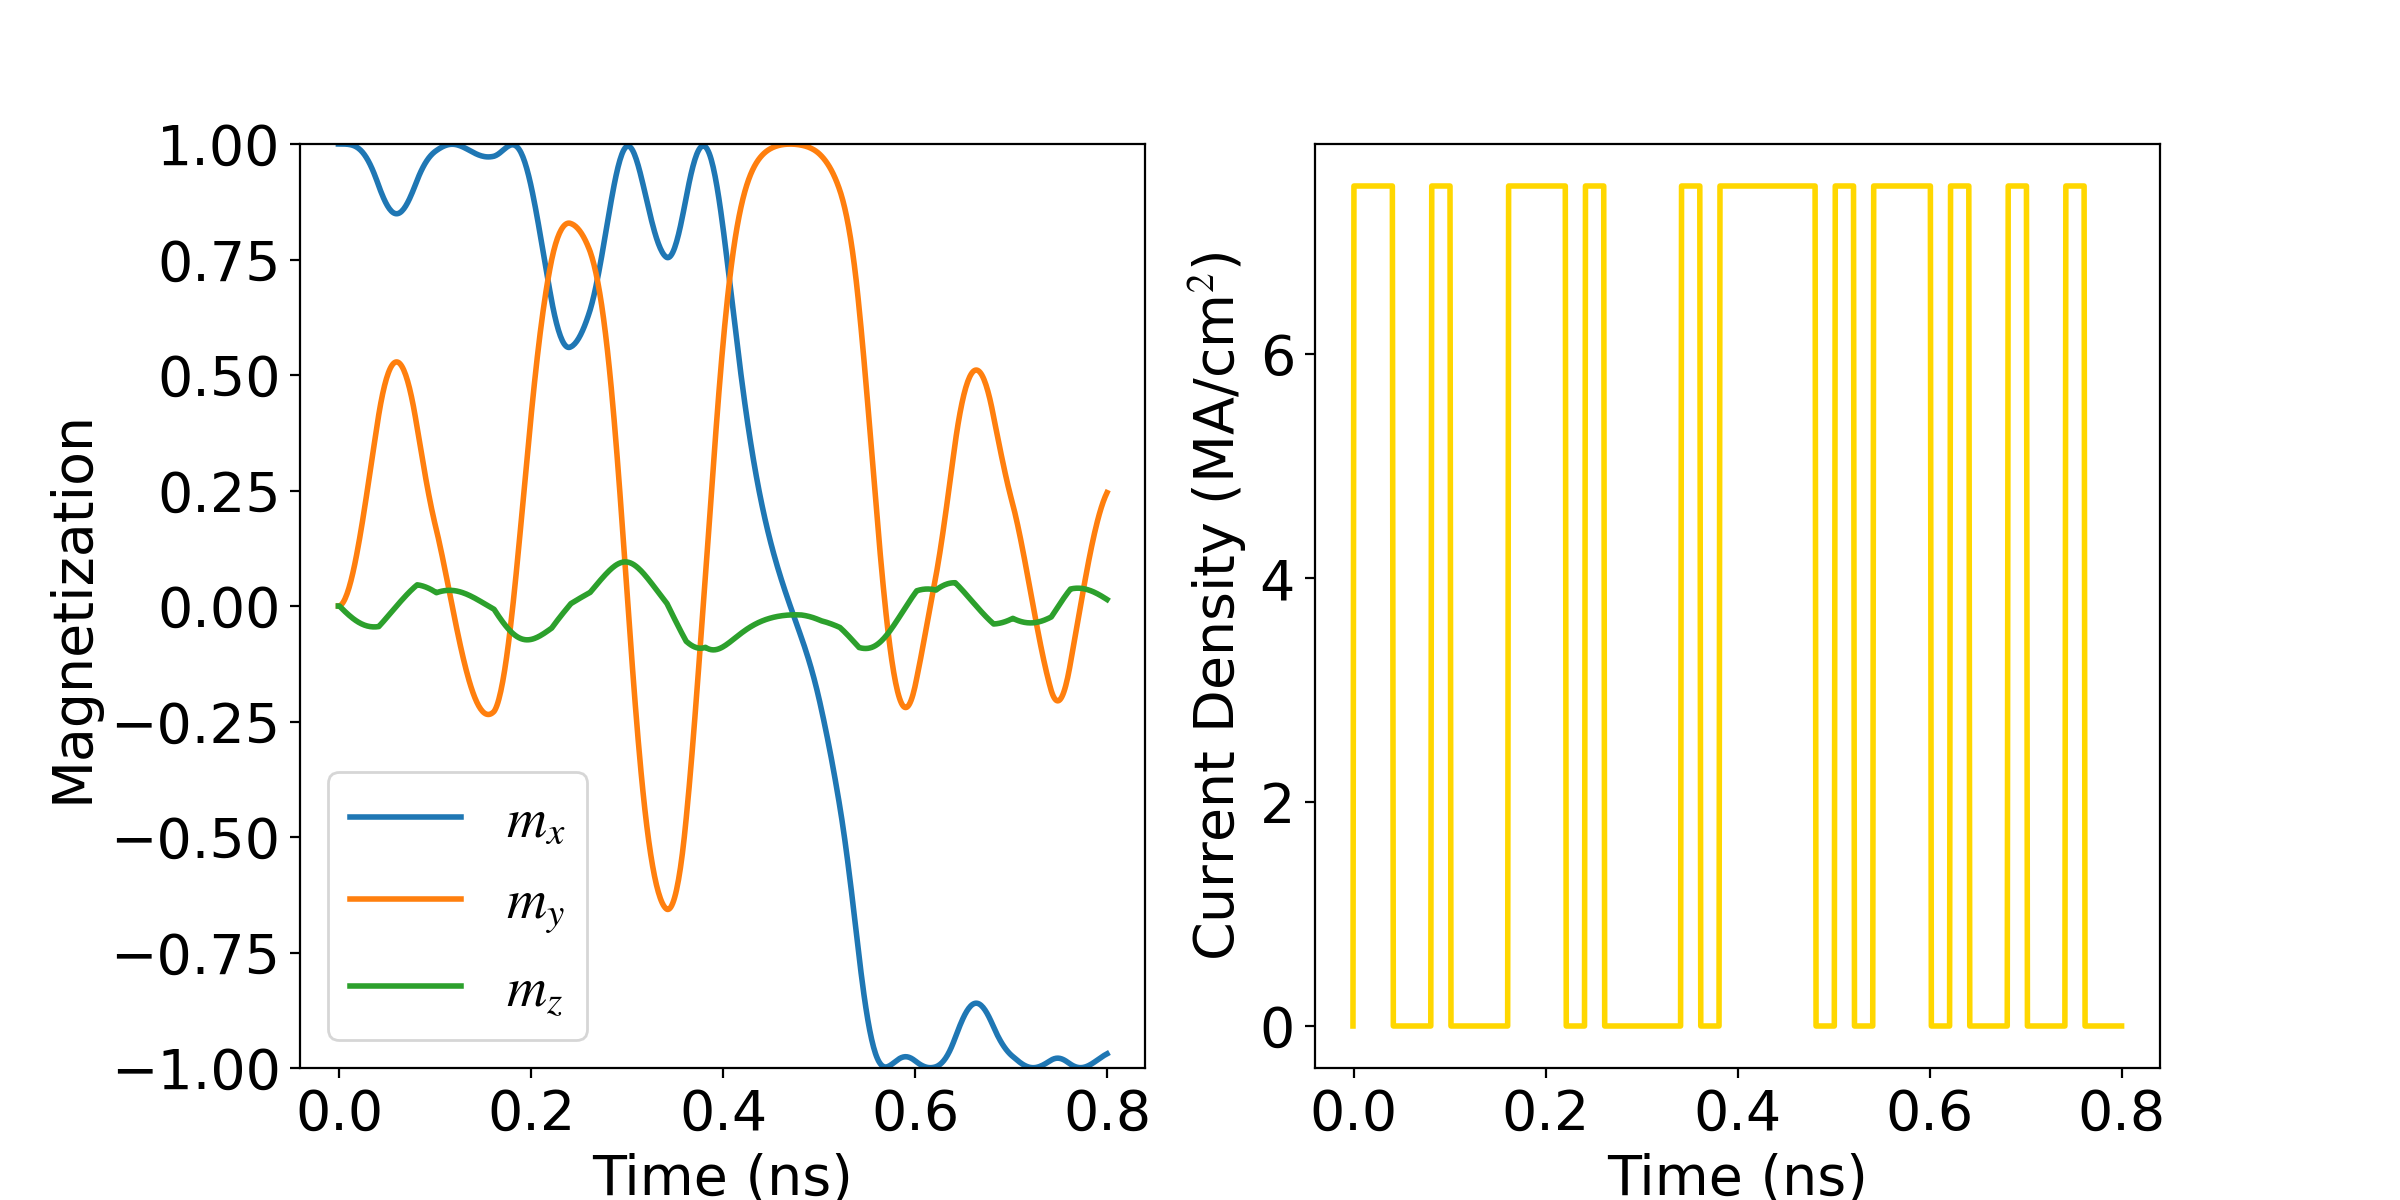 Magnetization
1.00
0.75
0.50
0.25
0.00
−0.25
−0.50
−0.75
−1.00
m_x
m_y
m_z
0.0 0.2 0.4 0.6 0.8
Time (ns)
Current Density (MA/cm²)
6
4
2
0
0.0 0.2 0.4 0.6 0.8
Time (ns)